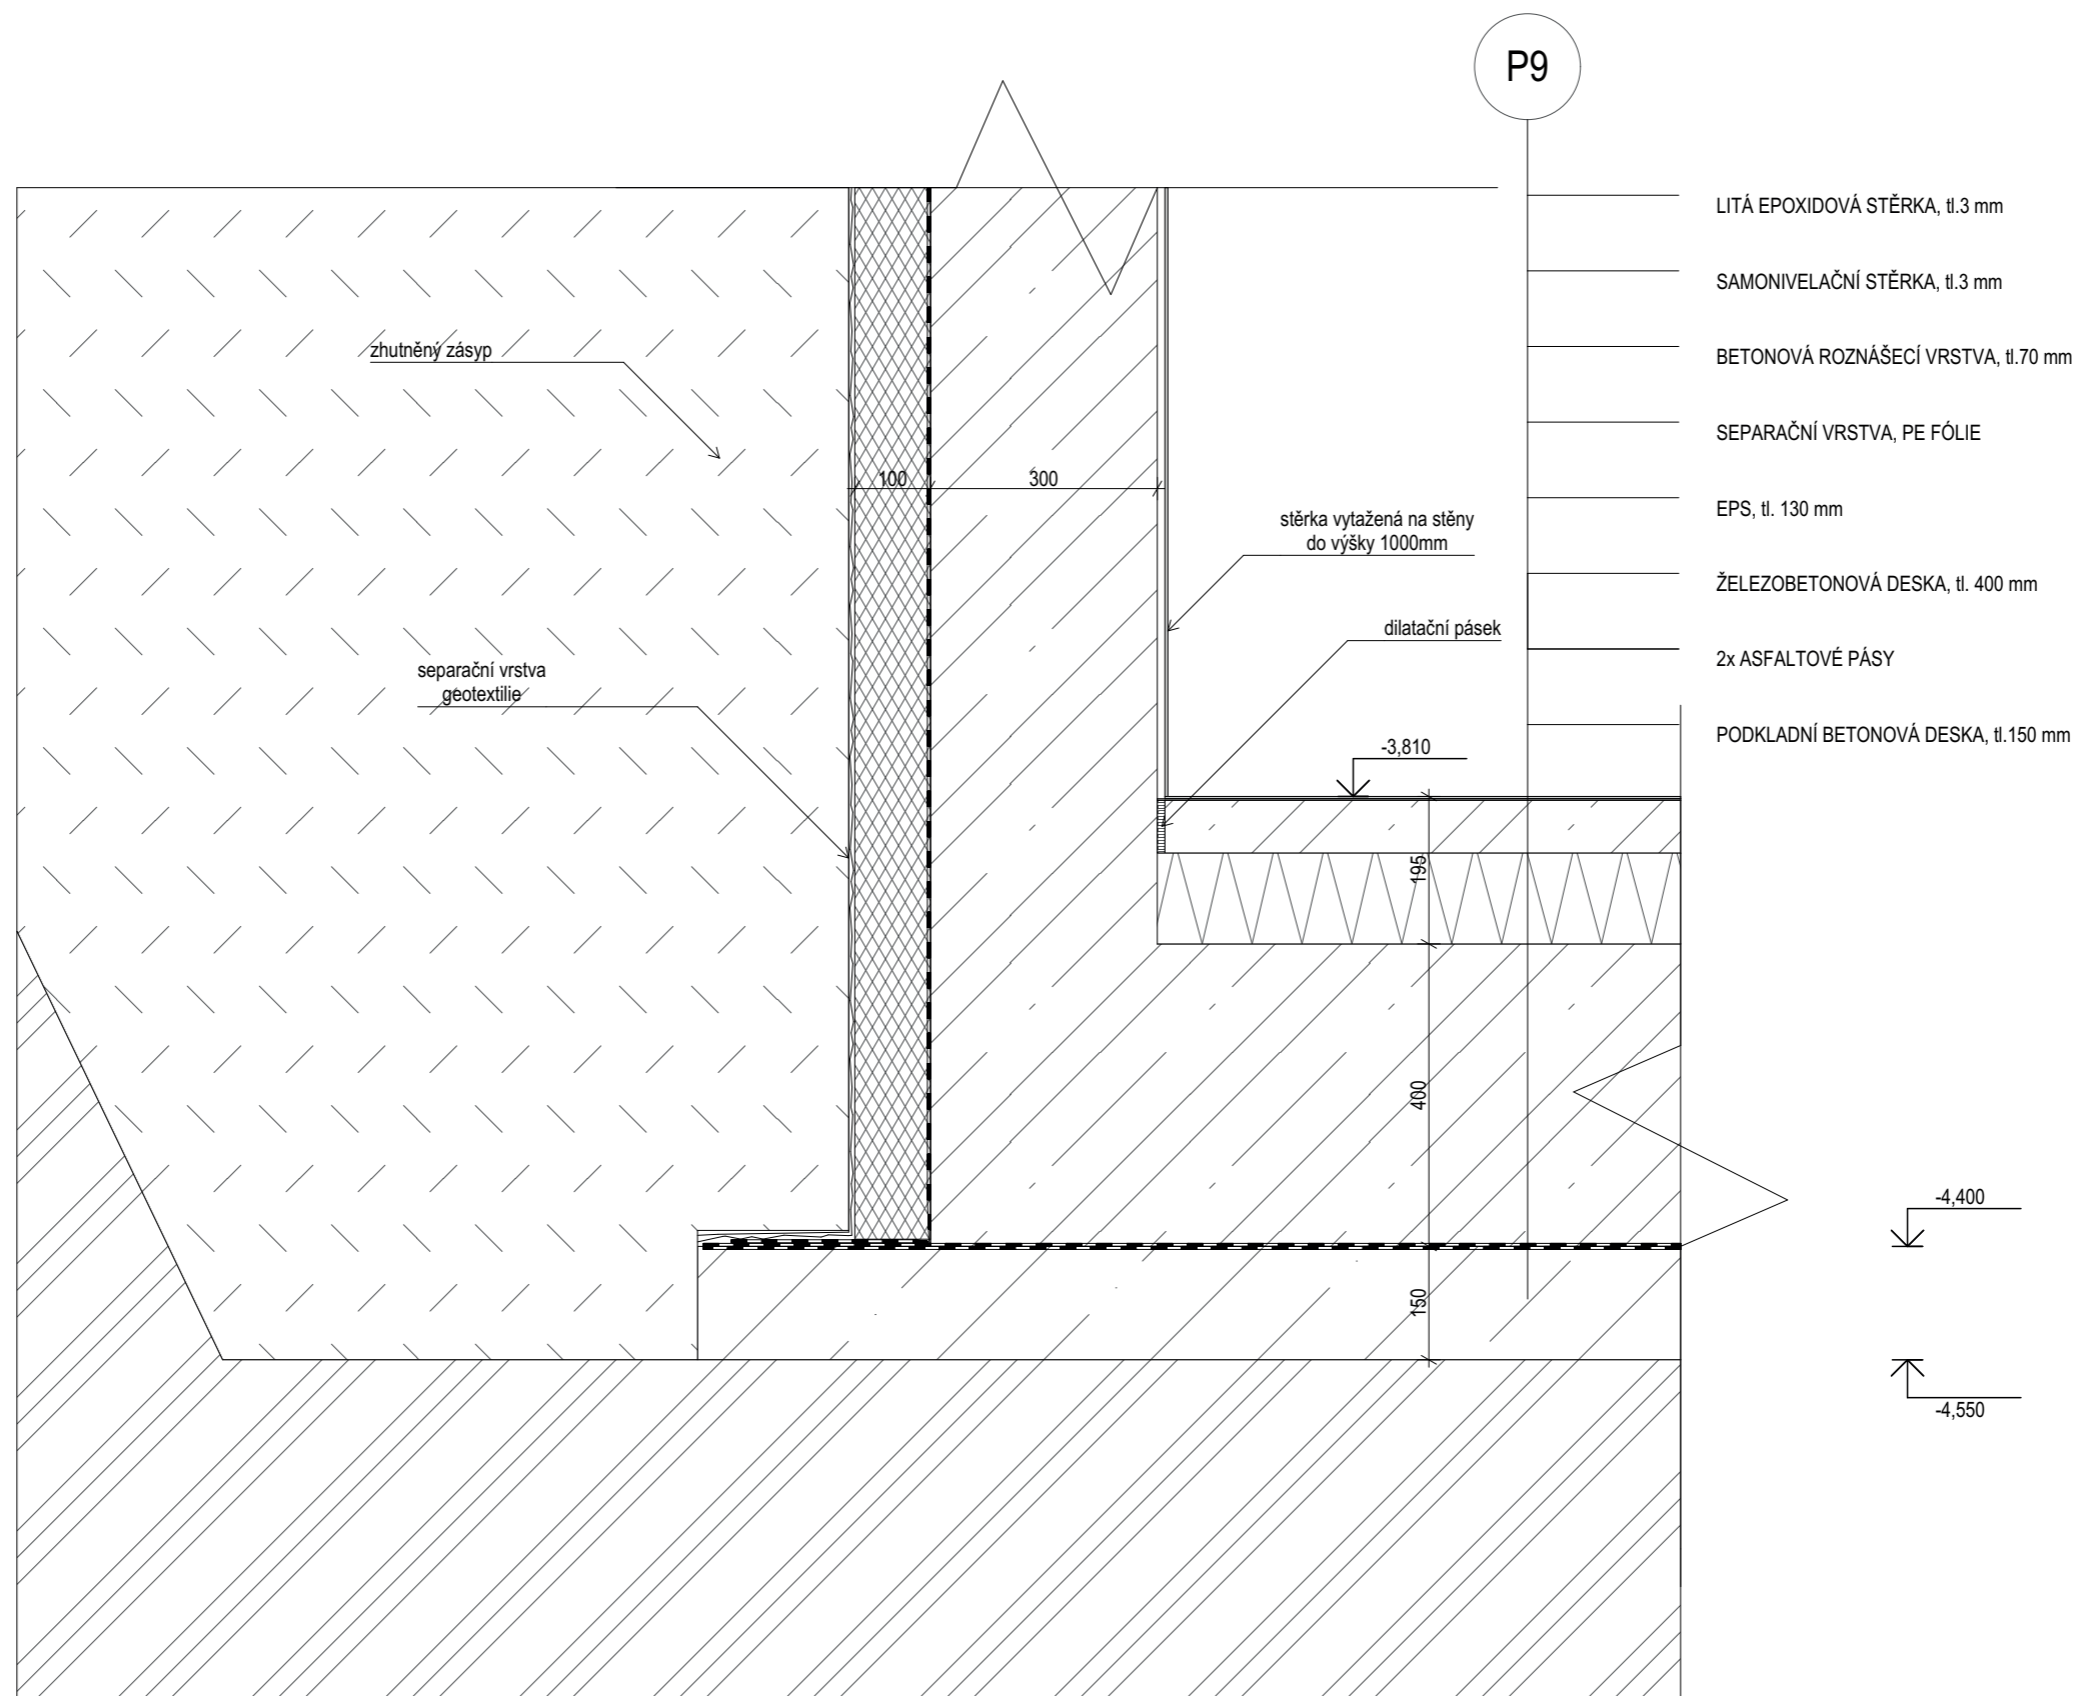 P9
LITÁ EPOXIDOVÁ STĚRKA, tl.3 mm
SAMONIVELAČNÍ STĚRKA, tl.3 mm
BETONOVÁ ROZNÁŠECÍ VRSTVA, tl.70 mm
SEPARAČNÍ VRSTVA, PE FÓLIE
EPS, tl. 130 mm
ŽELEZOBETONOVÁ DESKA, tl. 400 mm
2x ASFALTOVÉ PÁSY
PODKLADNÍ BETONOVÁ DESKA, tl.150 mm
zhutněný zásyp
100
300
stěrka vytažená na stěny
do výšky 1000mm
dilatační pásek
separační vrstva
geotextilie
-3,810
195
400
150
-4,400
-4,550